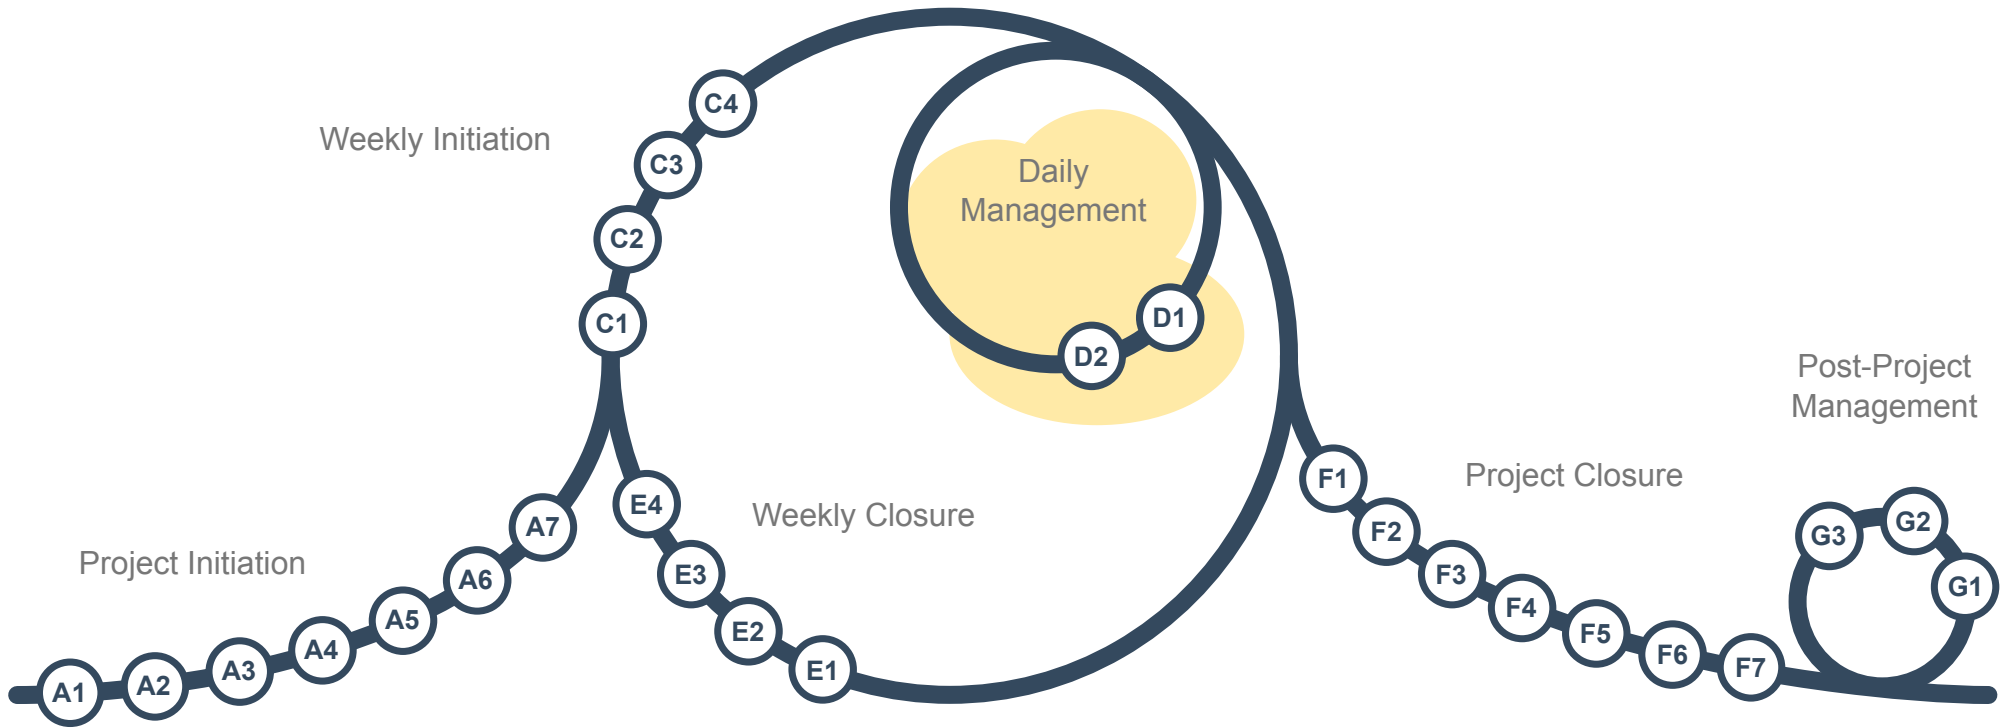 Project Initiation
A1
A2
A3
A4
A5
A6
A7
Weekly Initiation
C1
C2
C3
C4
Daily
Management
D1
D2
Weekly Closure
E1
E2
E3
E4
Project Closure
F1
F2
F3
F4
F5
F6
F7
Post-Project
Management
G1
G2
G3